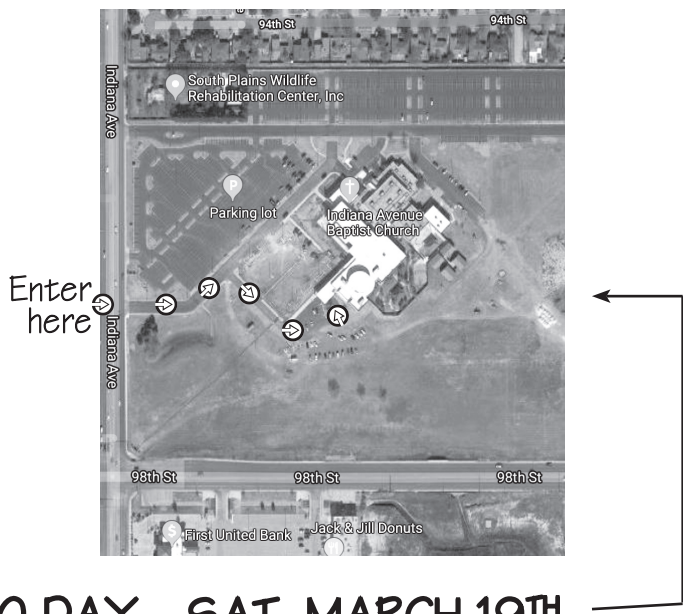 94th St
94th St
Indiana Ave
South Plains Wildlife
Rehabilitation Center, Inc
P
Parking lot
Indiana Avenue
Baptist Church
Enter
here
Indiana Ave
98th St
98th St
98th St
$
First United Bank
Jack & Jill Donuts
DAY SAT. MARCH 19TH